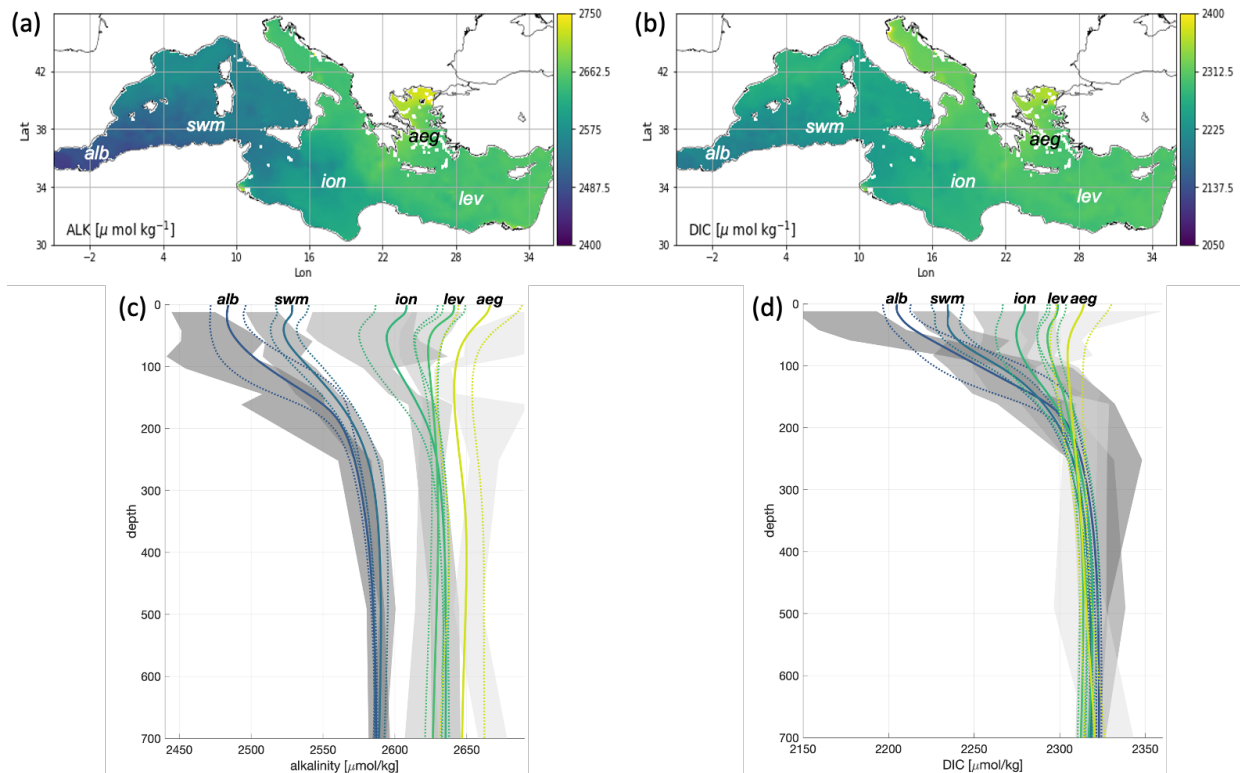 (a)
2750
2662.5
2575
2487.5
2400
42
38
34
30
Lat
alb
swm
ion
aeg
lev
ALK [μ mol kg−1]
-2
4
10
16
22
28
34
Lon
(b)
2400
2312.5
2225
2137.5
2050
42
38
34
30
Lat
alb
swm
ion
aeg
lev
DIC [μ mol kg−1]
-2
4
10
16
22
28
34
Lon
(c)
alb
swm
ion
lev
aeg
0
100
200
300
400
500
600
700
depth
2450
2500
2550
2600
2650
alkalinity [μmol/kg]
(d)
alb
swm
ion
lev
aeg
0
100
200
300
400
500
600
700
depth
2150
2200
2250
2300
2350
DIC [μmol/kg]